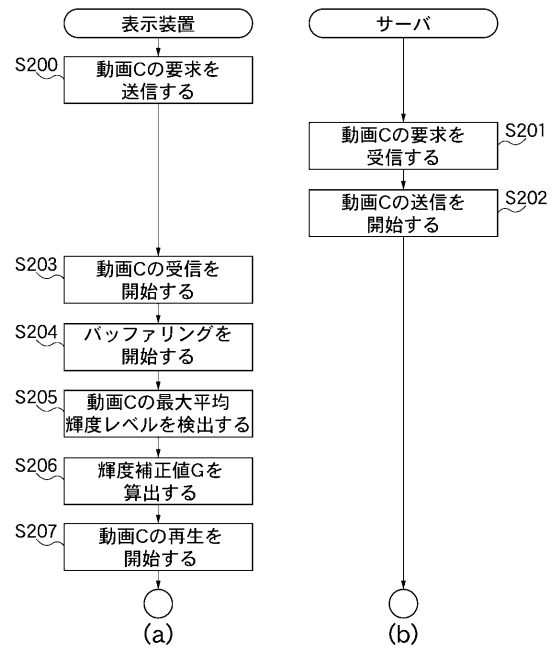 表示装置
S200
動画Cの要求を
送信する
S203
動画Cの受信を
開始する
S204
バッファリングを
開始する
S205
動画Cの最大平均
輝度レベルを検出する
S206
輝度補正値Gを
算出する
S207
動画Cの再生を
開始する
(a)
サーバ
動画Cの要求を
受信する
S201
動画Cの送信を
開始する
S202
(b)